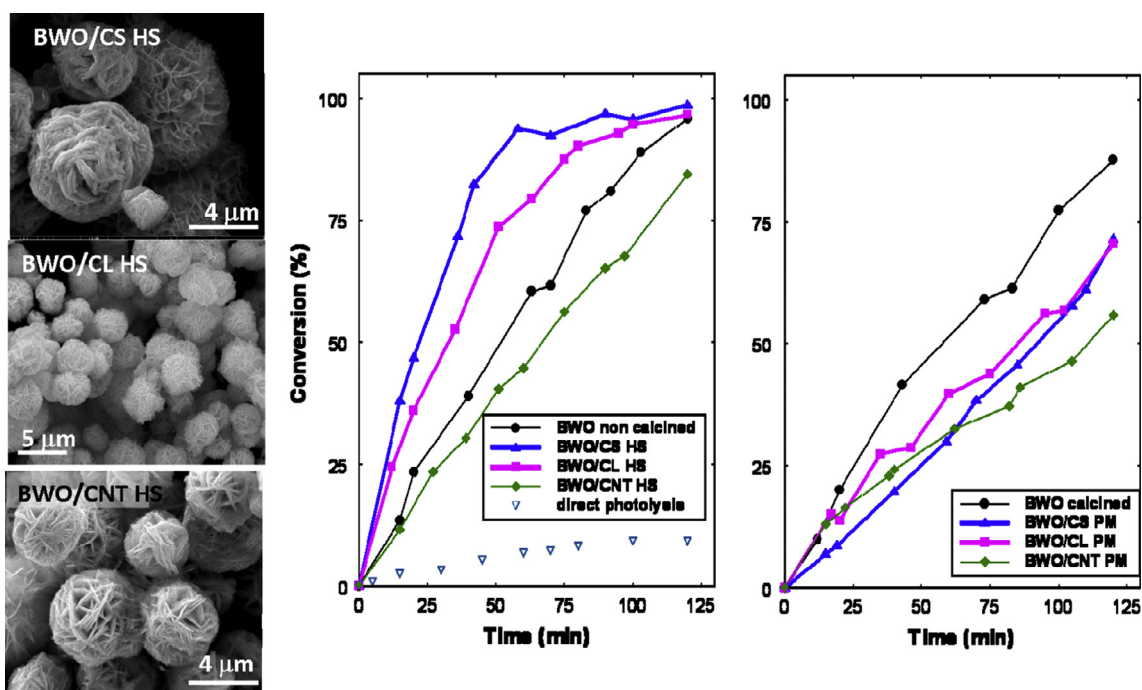 BWO/CS HS
4 µm
BWO/CL HS
5 µm
BWO/CNT HS
4 µm
Conversion (%)
100
75
50
25
0
0 25 50 75 100 125
Time (min)
BWO non calcined
BWO/CS HS
BWO/CL HS
BWO/CNT HS
direct photolysis
100
75
50
25
0
0 25 50 75 100 125
Time (min)
BWO calcined
BWO/CS PM
BWO/CL PM
BWO/CNT PM